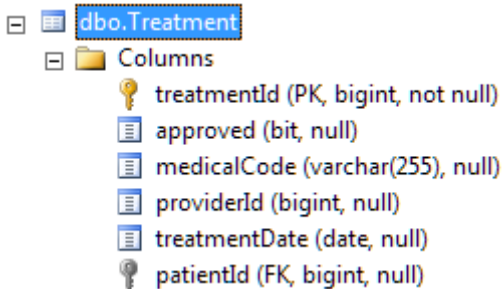 dbo.Treatment
Columns
treatmentId (PK, bigint, not null)
approved (bit, null)
medicalCode (varchar(255), null)
providerId (bigint, null)
treatmentDate (date, null)
patientId (FK, bigint, null)